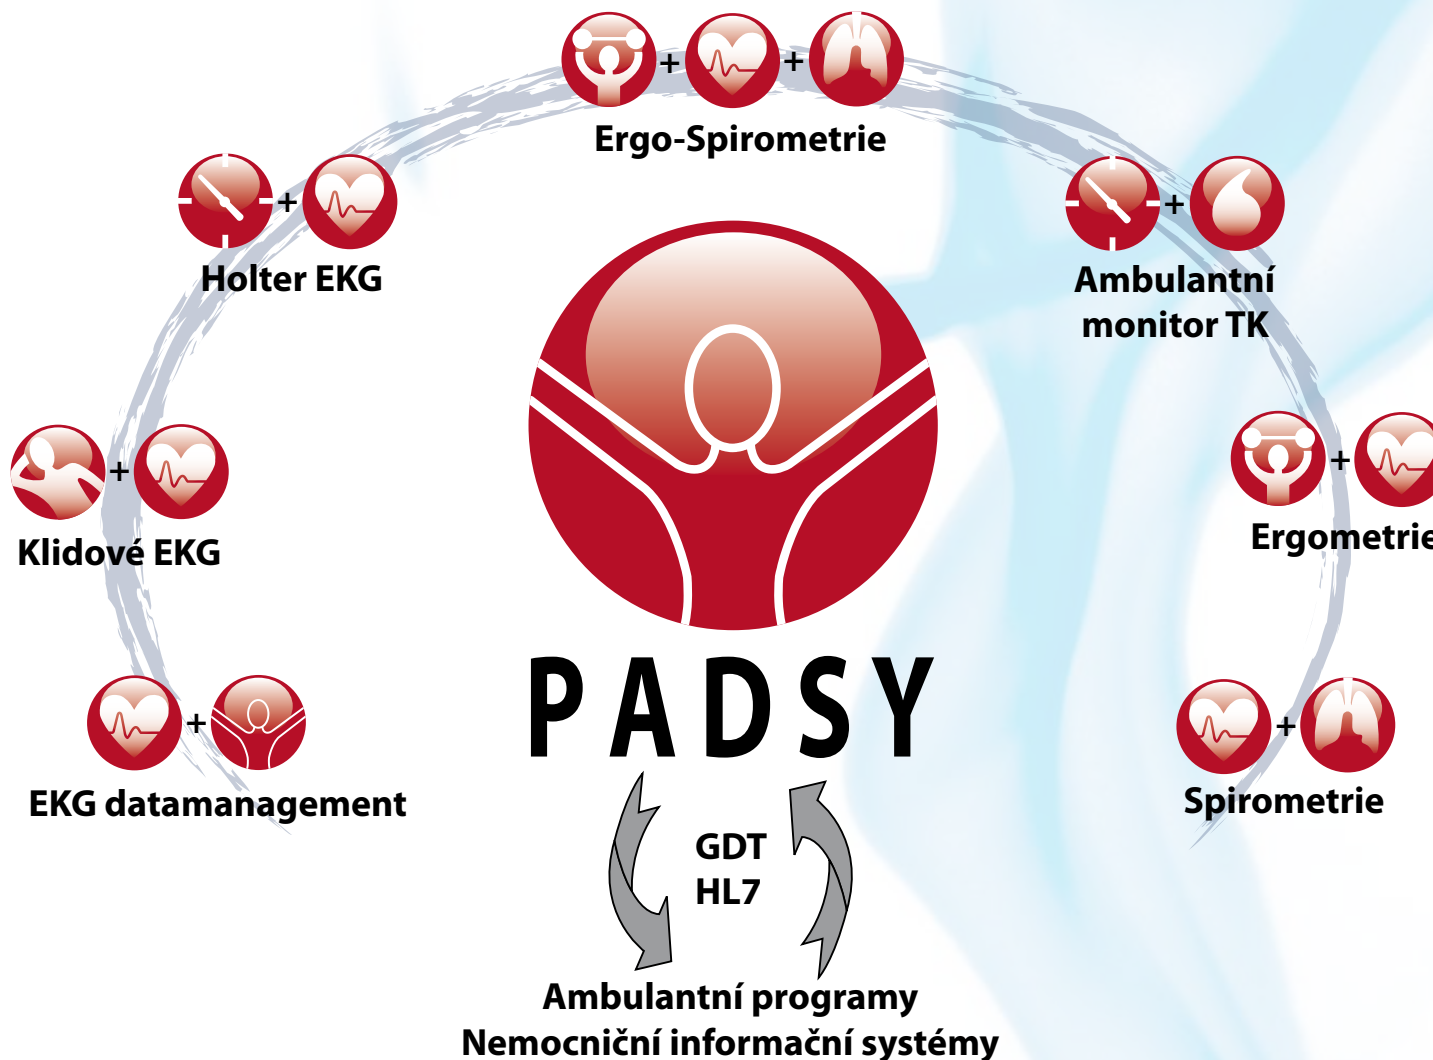 + +
Ergo-Spirometrie
+
Holter EKG
+
Ambulantní
monitor TK
+
Klidové EKG
+
Ergometrie
+
EKG datamanagement
+
Spirometrie
PADSY
GDT
HL7
Ambulantní programy
Nemocniční informační systémy